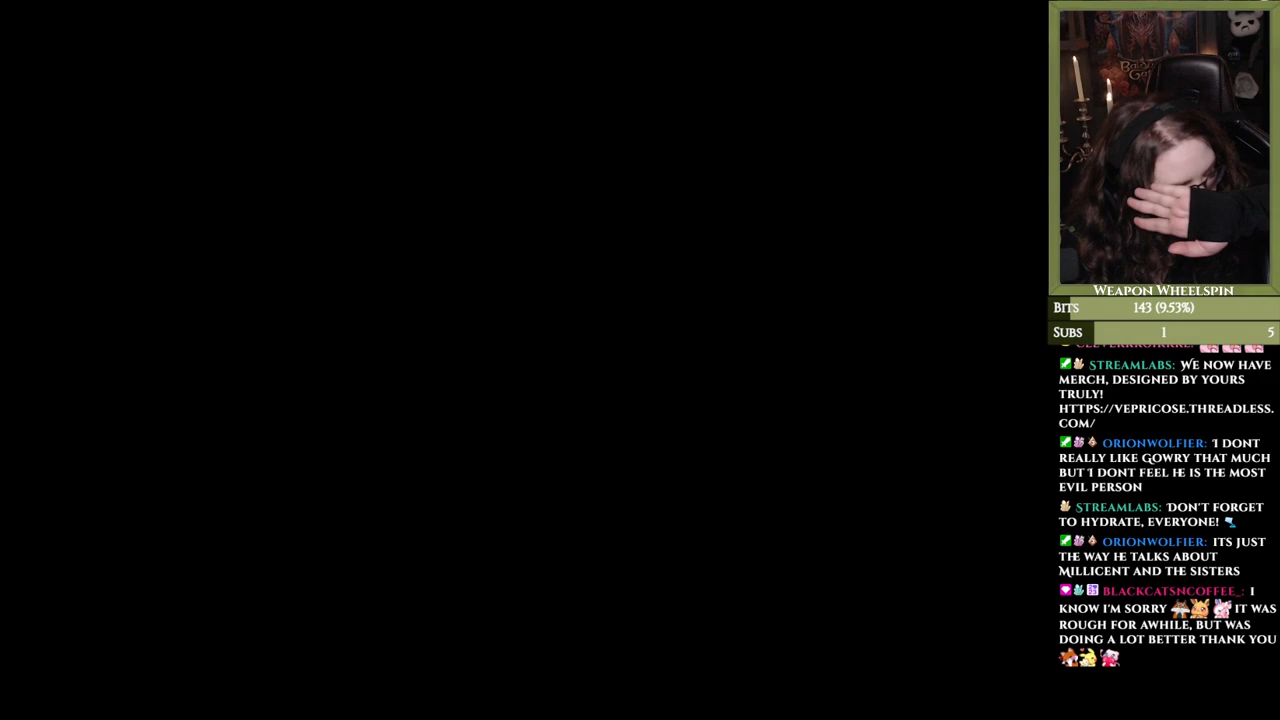 Baldur's
Gate
Weapon Wheelspin
Bits 143 (9.53%)
Subs 1 5
Streamlabs: We now have
merch, designed by yours
truly!
https://vepricose.threadless.
com/
orionwolfier: I dont
really like Gowry that much
but I dont feel he is the most
evil person
Streamlabs: Don't forget
to hydrate, everyone!
orionwolfier: its just
the way he talks about
Millicent and the sisters
blackcatsncoffee_: I
know i'm sorry it was
rough for awhile, but was
doing a lot better thank you